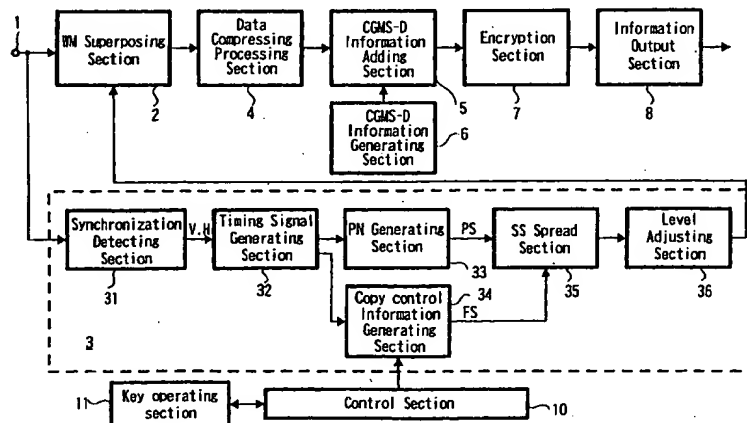 1
WM Superposing
Section
2
Data
Compressing
Processing
Section
4
CGMS-D
Information
Adding
Section
5
Encryption
Section
7
Information
Output
Section
8
CGMS-D
Information
Generating
Section
6
Synchronization
Detecting
Section
31
V.H
Timing Signal
Generating
Section
32
PN Generating
Section
33
PS
SS Spread
Section
35
Level
Adjusting
Section
36
Copy control
Information
Generating
Section
34
FS
3
11
Key operating
section
Control Section
10